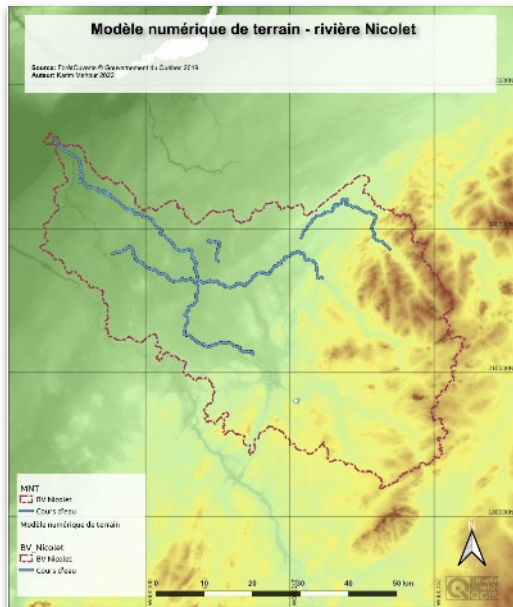 Modèle numérique de terrain - rivière Nicolet
Source: ForêtOuverte © Gouvernement du Québec 2019
Auteur: Karim Mahour 2022
MNT
BV Nicolet
Cours d'eau
Modèle numérique de terrain
BV_Nicolet
BV Nicolet
Cours d'eau
0 10 20 30 40 50 km
N